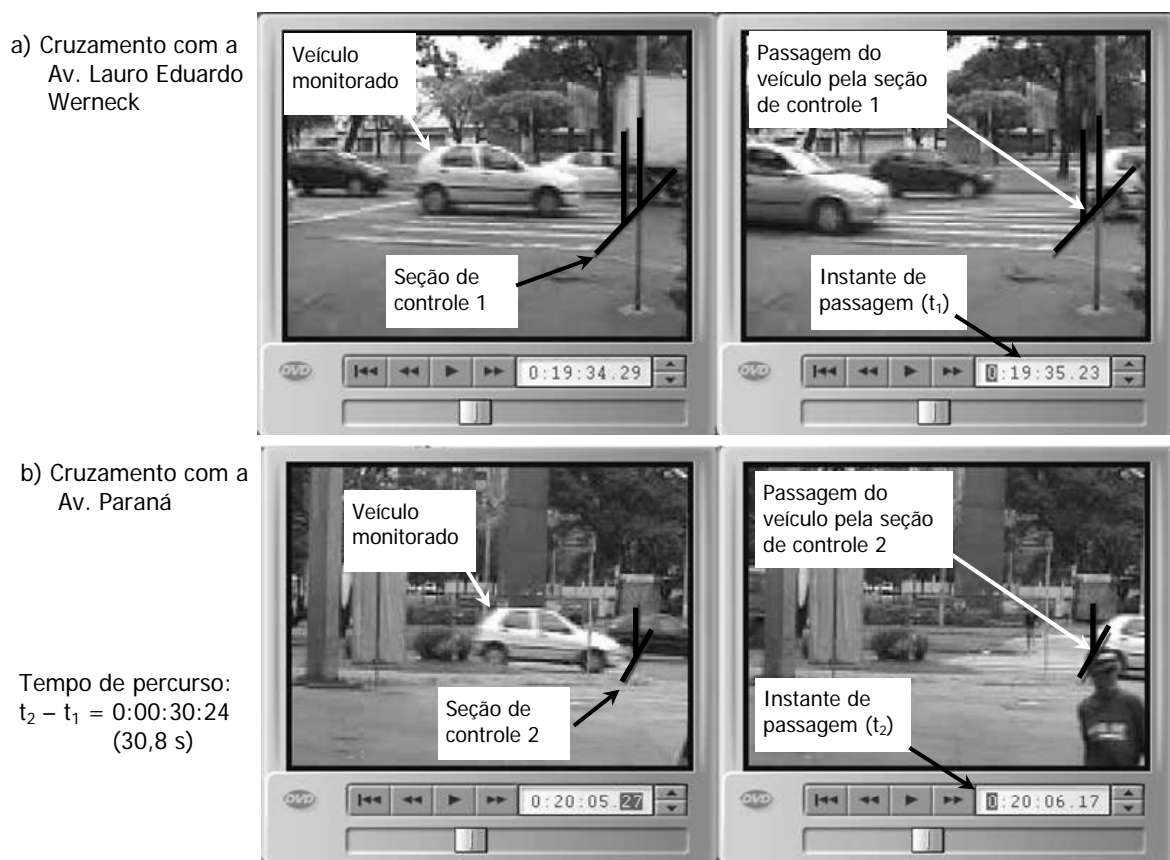 a) Cruzamento com a
Av. Lauro Eduardo
Werneck
Veículo
monitorado
Seção de
controle 1
DVD
0:19:34.29
Passagem do
veículo pela seção
de controle 1
Instante de
passagem (t₁)
DVD
0:19:35.23
b) Cruzamento com a
Av. Paraná
Tempo de percurso:
t₂ – t₁ = 0:00:30:24
(30,8 s)
Veículo
monitorado
Seção de
controle 2
DVD
0:20:05.27
Passagem do
veículo pela seção
de controle 2
Instante de
passagem (t₂)
DVD
0:20:06.17